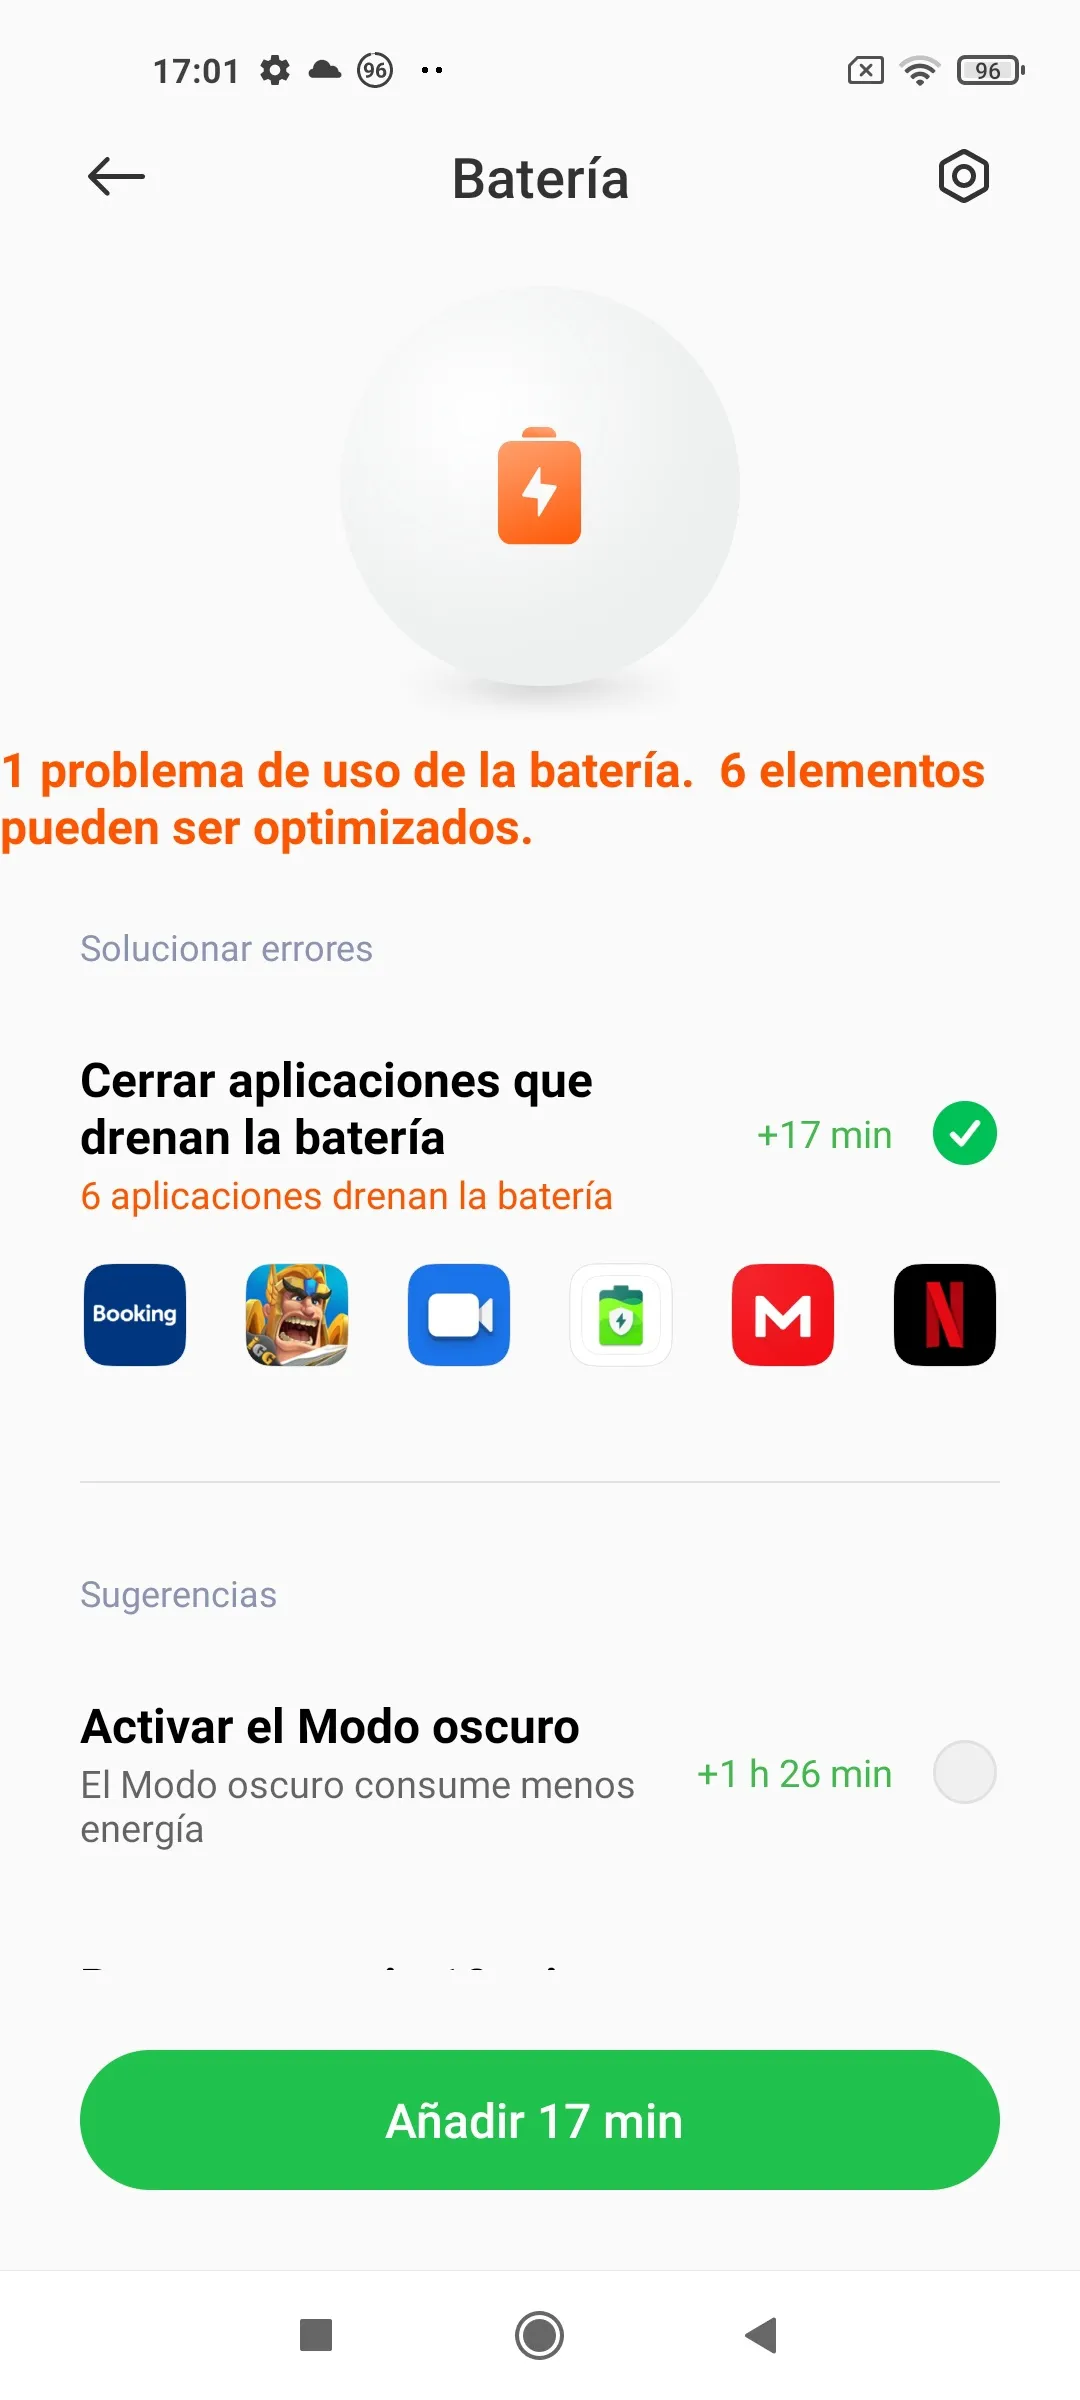 17:01 96 96
Batería
1 problema de uso de la batería.  6 elementos
pueden ser optimizados.
Solucionar errores
Cerrar aplicaciones que
drenan la batería
+17 min
6 aplicaciones drenan la batería
Booking
IGG
M
N
Sugerencias
Activar el Modo oscuro
El Modo oscuro consume menos
energía
+1 h 26 min
Añadir 17 min